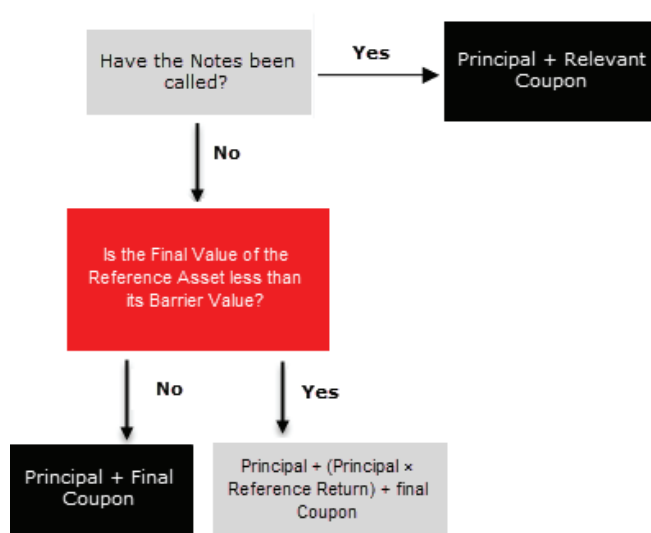 Have the Notes been
called?
Yes
Principal + Relevant
Coupon
No
Is the Final Value of the
Reference Asset less than
its Barrier Value?
No
Yes
Principal + Final
Coupon
Principal + (Principal ×
Reference Return) + final
Coupon